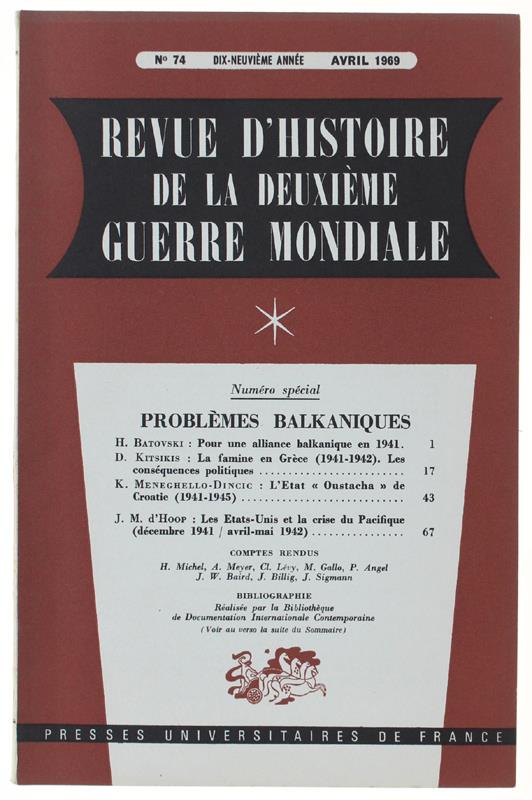 Nº 74 DIX-NEUVIÈME ANNÉE AVRIL 1969
REVUE D'HISTOIRE
DE LA DEUXIÈME
GUERRE MONDIALE
Numéro spécial
PROBLÈMES BALKANIQUES
H. BATOVSKI : Pour une alliance balkanique en 1941. 1
D. KITSIKIS : La famine en Grèce (1941-1942). Les
conséquences politiques ........................ 17
K. MENEGHELLO-DINCIC : L'Etat « Oustacha » de
Croatie (1941-1945) ........................... 43
J. M. d'HOOP : Les Etats-Unis et la crise du Pacifique
(décembre 1941 / avril-mai 1942) ................ 67
COMPTES RENDUS
H. Michel, A. Meyer, Cl. Lévy, M. Gallo, P. Angel
J. W. Baird, J. Billig, J. Sigmann
BIBLIOGRAPHIE
Réalisée par la Bibliothèque
de Documentation Internationale Contemporaine
(Voir au verso la suite du Sommaire)
PRESSES UNIVERSITAIRES DE FRANCE